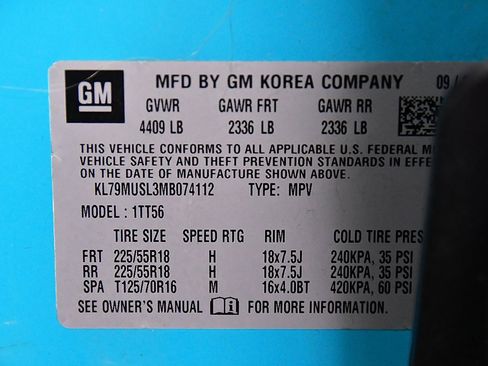 GM MFD BY GM KOREA COMPANY 09/
GVWR GAWR FRT GAWR RR
4409 LB 2336 LB 2336 LB
THIS VEHICLE CONFORMS TO ALL APPLICABLE U.S. FEDERAL
VEHICLE SAFETY AND THEFT PREVENTION STANDARDS IN EFFE
ON THE DATE OF MANUFACTURE SHOWN ABOVE.
KL79MUSL3MB074112 TYPE: MPV
MODEL : 1TT56
TIRE SIZE SPEED RTG RIM COLD TIRE PRES
FRT 225/55R18 H 18x7.5J 240KPA, 35 PSI
RR 225/55R18 H 18x7.5J 240KPA, 35 PSI
SPA T125/70R16 M 16x4.0BT 420KPA, 60 PSI
SEE OWNER'S MANUAL FOR MORE INFORMATION.